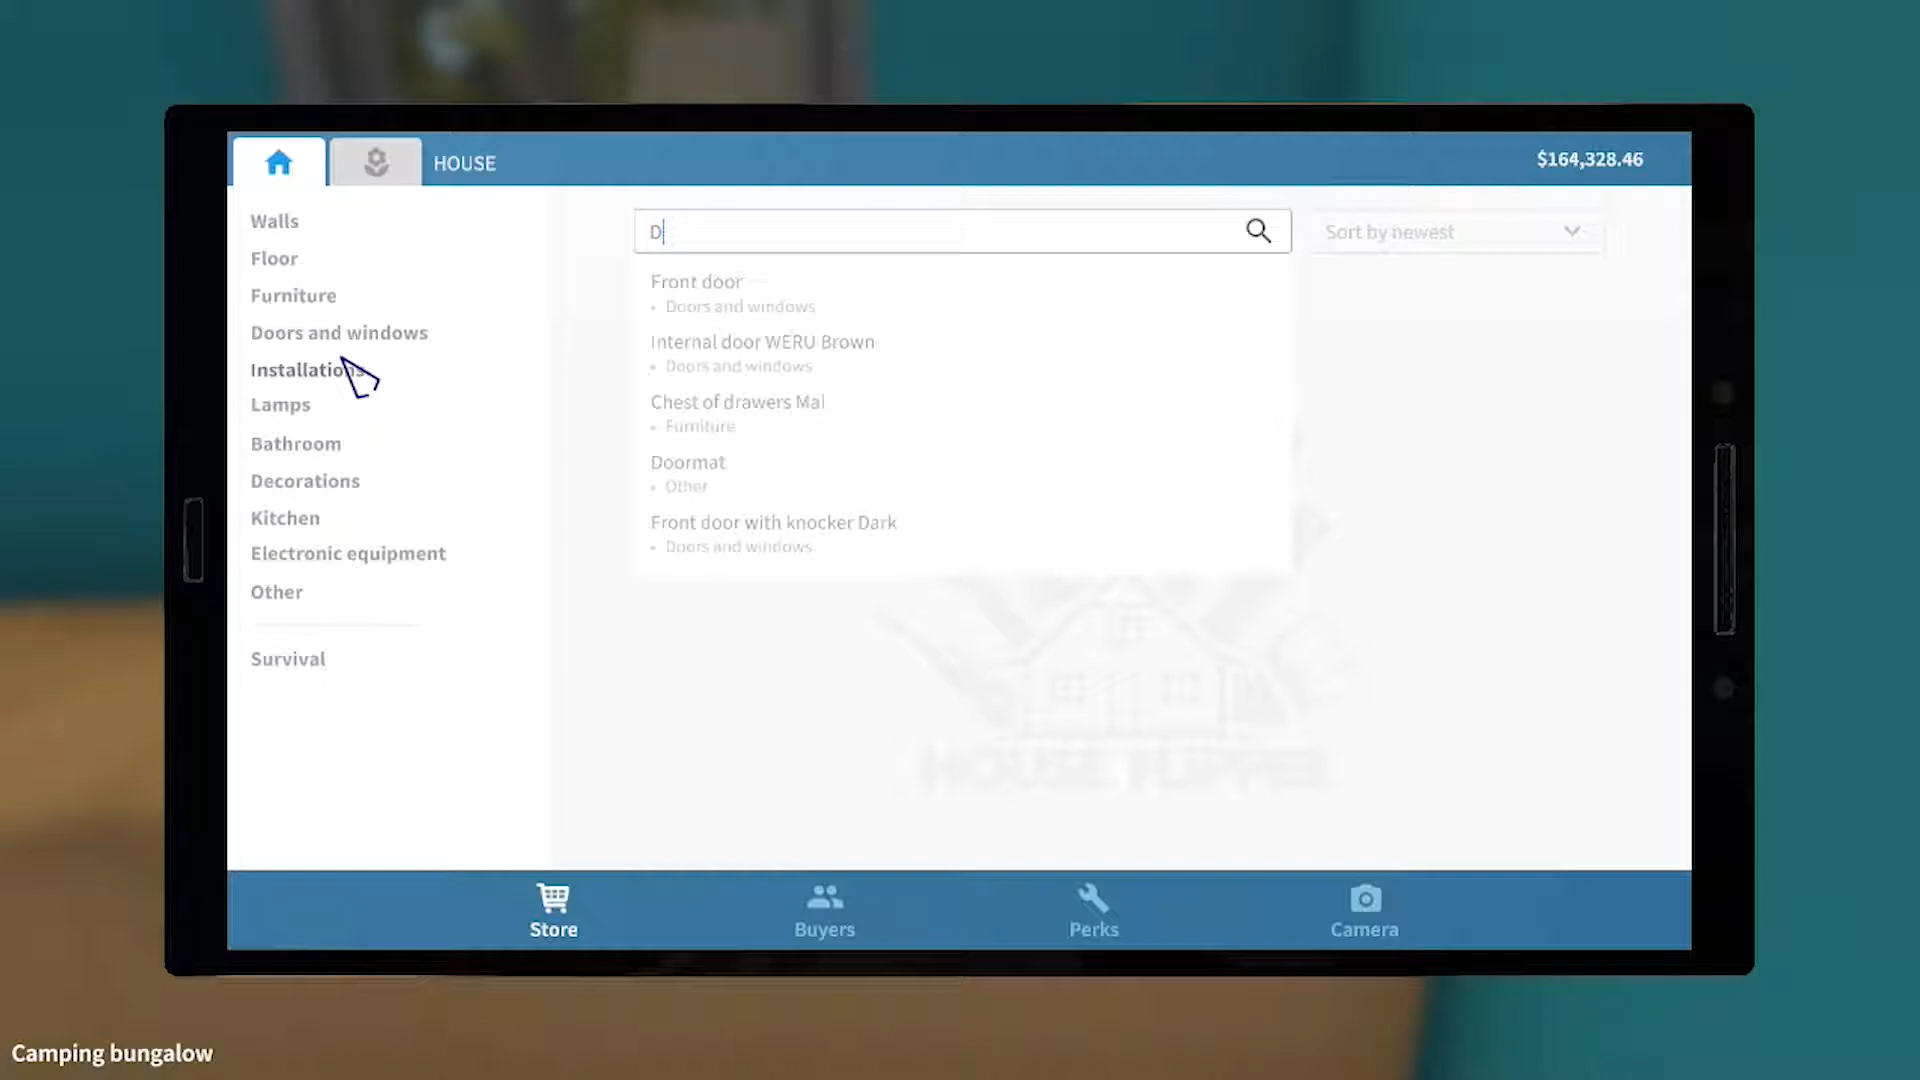 HOUSE
$164,328.46
Walls
Floor
Furniture
Doors and windows
Installations
Lamps
Bathroom
Decorations
Kitchen
Electronic equipment
Other
Survival
D
Sort by newest
Front door
• Doors and windows
Internal door WERU Brown
• Doors and windows
Chest of drawers Mal
• Furniture
Doormat
• Other
Front door with knocker Dark
• Doors and windows
HOUSE FLIPPER
Store
Buyers
Perks
Camera
Camping bungalow